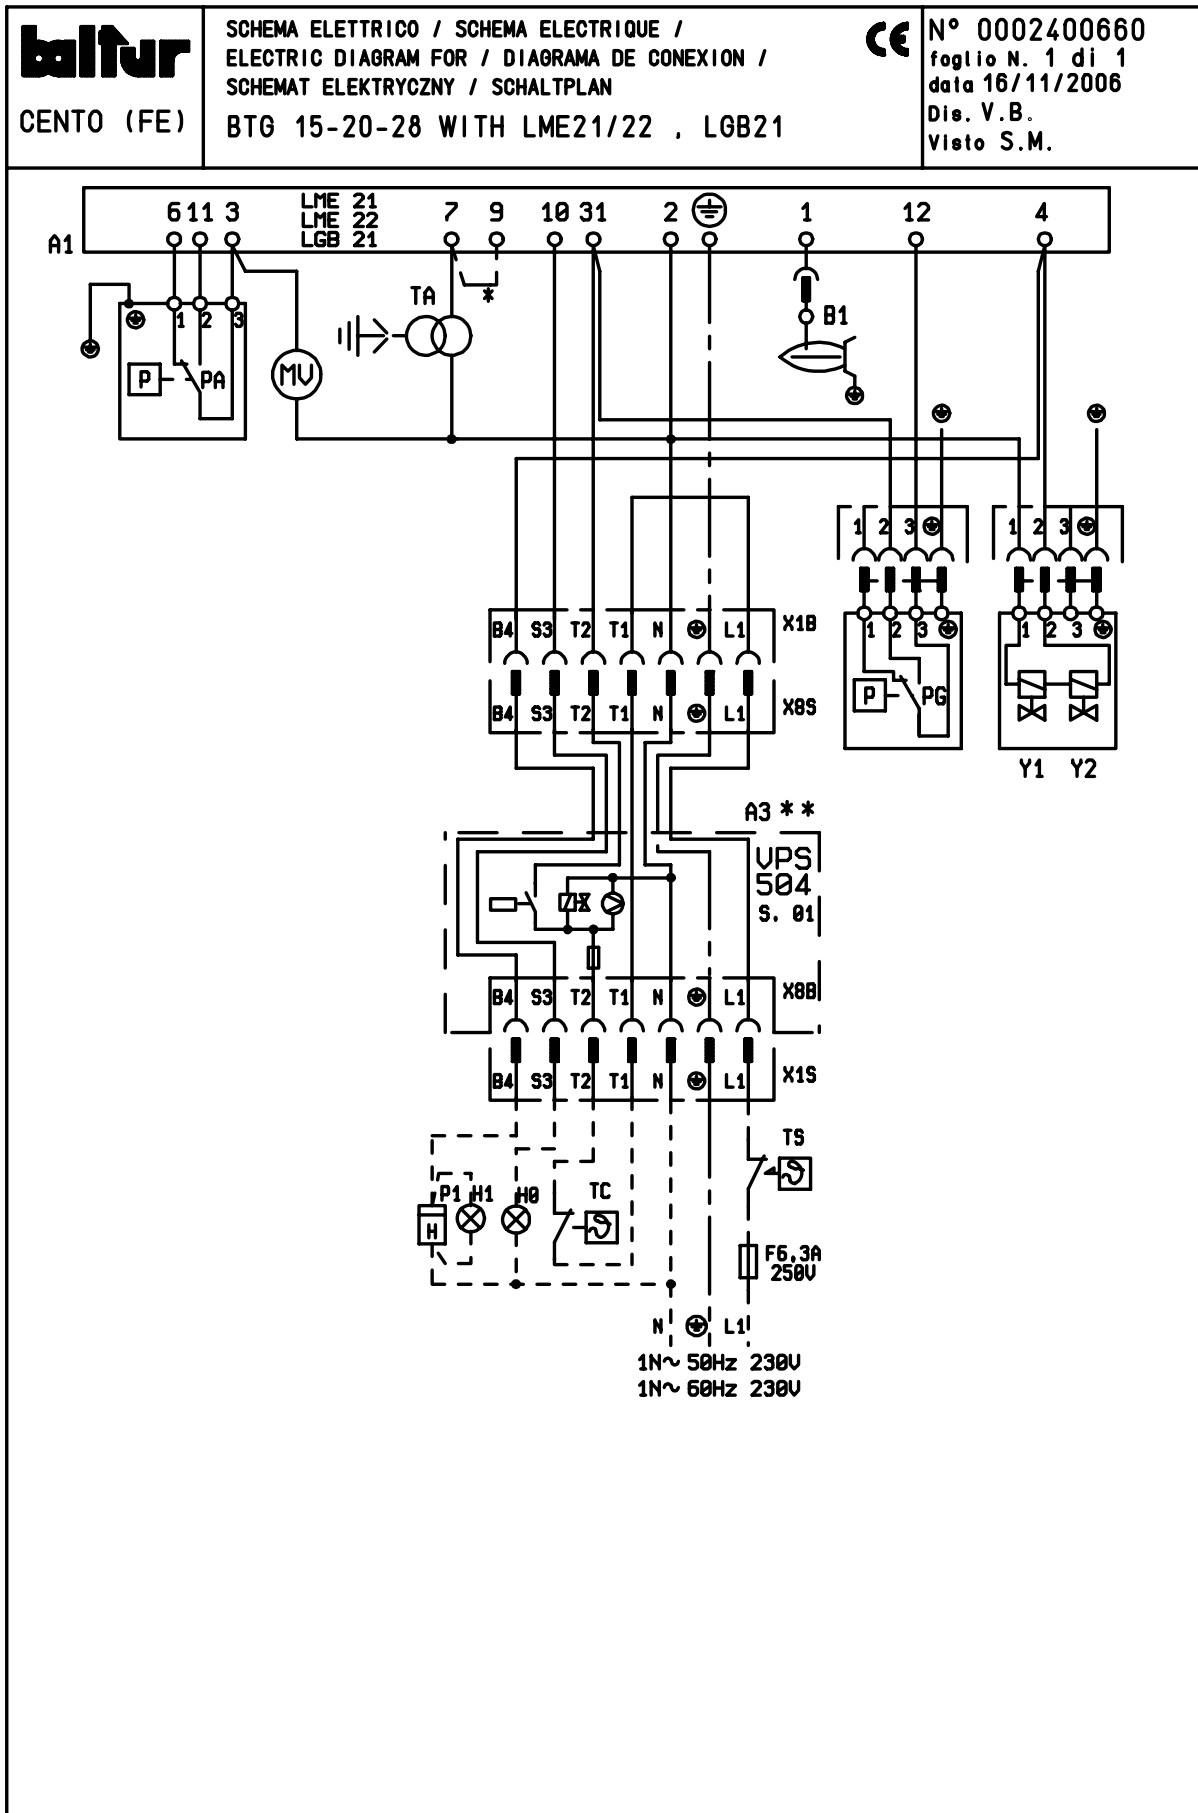 baltur
CENTO (FE)
SCHEMA ELETTRICO / SCHEMA ELECTRIQUE /
ELECTRIC DIAGRAM FOR / DIAGRAMA DE CONEXION /
SCHEMAT ELEKTRYCZNY / SCHALTPLAN
BTG 15-20-28 WITH LME21/22 , LGB21
CE
N° 0002400660
foglio N. 1 di 1
data 16/11/2006
Dis. V.B.
Visto S.M.
A1
6 11 3
LME 21
LME 22
LGB 21
7 9 10 31 2 1 12 4
TA *
B1
1 2 3
P PA
MV
1 2 3
1 2 3
B4 S3 T2 T1 N L1 X1B
1 2 3
1 2 3
P PG
B4 S3 T2 T1 N L1 X8S
Y1 Y2
A3 **
VPS
504
S. 01
B4 S3 T2 T1 N L1 X8B
B4 S3 T2 T1 N L1 X1S
TS
P1 H1 H0 TC
H
F6,3A
250V
N L1
1N~ 50Hz 230V
1N~ 60Hz 230V